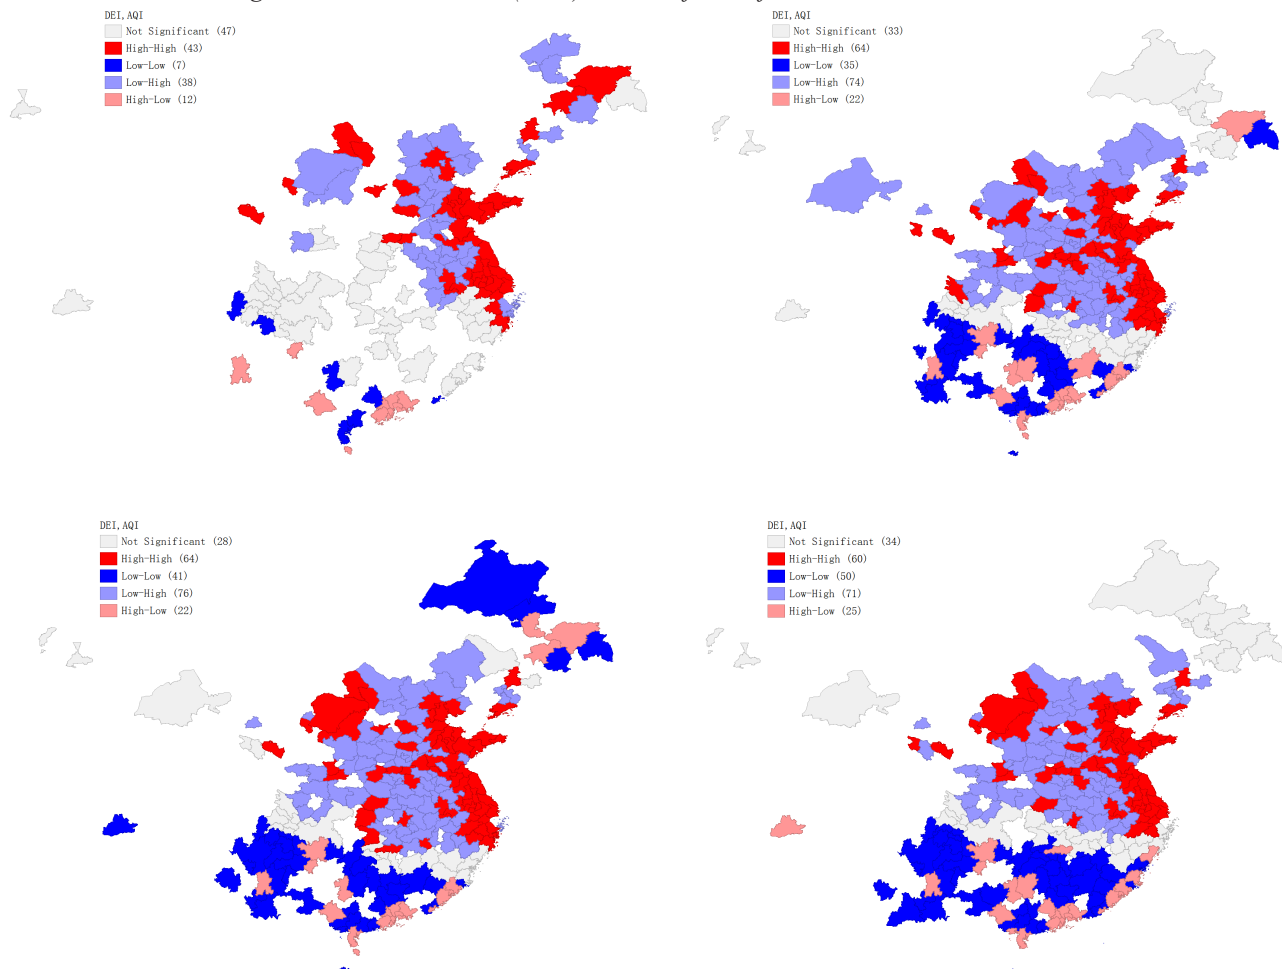 DEI,AQI
Not Significant (47)
High-High (43)
Low-Low (7)
Low-High (38)
High-Low (12)
DEI,AQI
Not Significant (33)
High-High (64)
Low-Low (35)
Low-High (74)
High-Low (22)
DEI,AQI
Not Significant (28)
High-High (64)
Low-Low (41)
Low-High (76)
High-Low (22)
DEI,AQI
Not Significant (34)
High-High (60)
Low-Low (50)
Low-High (71)
High-Low (25)